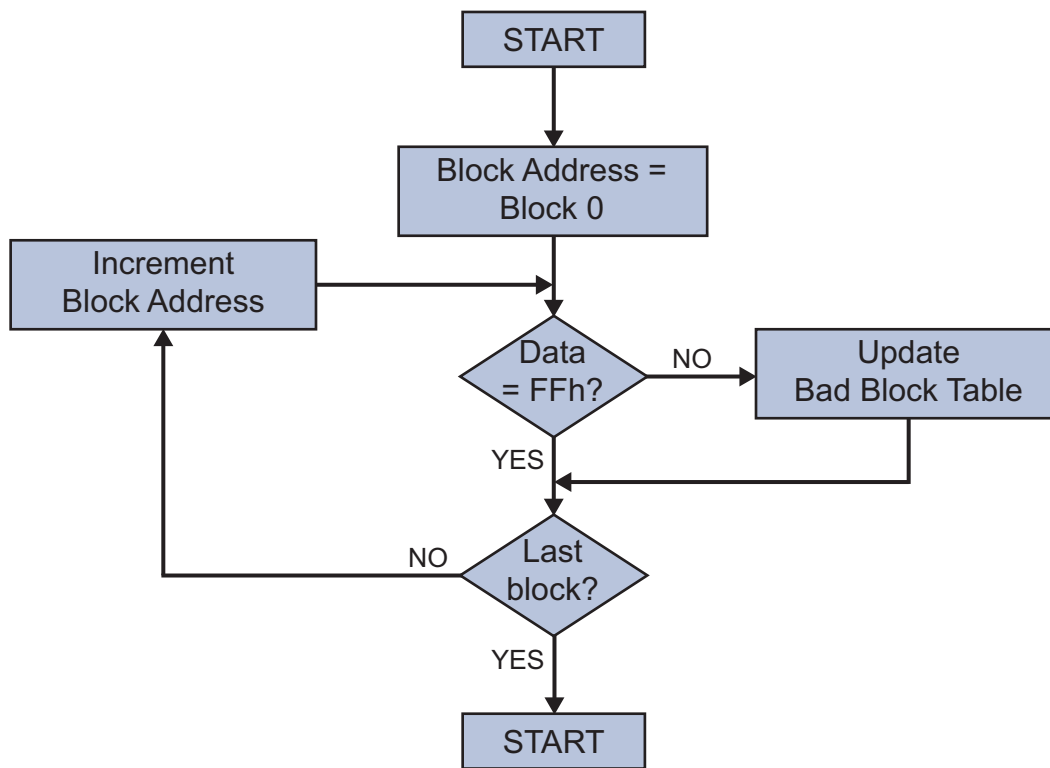 START
Block Address =
Block 0
Increment
Block Address
Data
= FFh?
NO
Update
Bad Block Table
YES
NO
Last
block?
YES
START